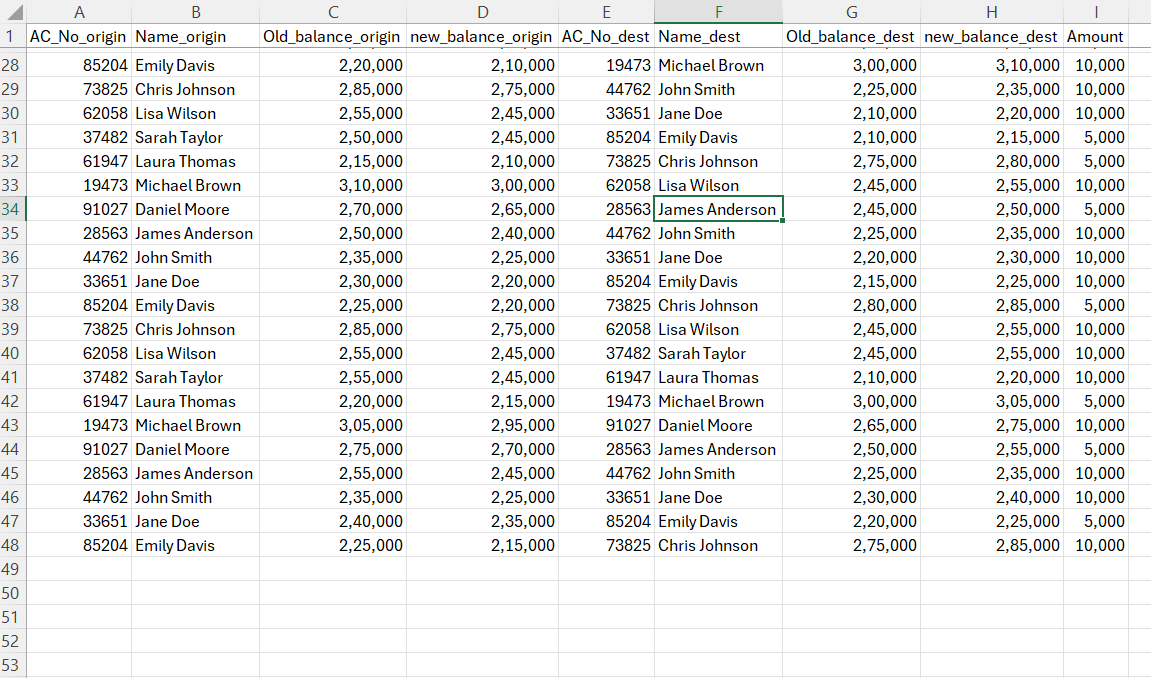 A B C D E F G H I
1 AC_No_origin Name_origin Old_balance_origin new_balance_origin AC_No_dest Name_dest Old_balance_dest new_balance_dest Amount
28 85204 Emily Davis 2,20,000 2,10,000 19473 Michael Brown 3,00,000 3,10,000 10,000
29 73825 Chris Johnson 2,85,000 2,75,000 44762 John Smith 2,25,000 2,35,000 10,000
30 62058 Lisa Wilson 2,55,000 2,45,000 33651 Jane Doe 2,10,000 2,20,000 10,000
31 37482 Sarah Taylor 2,50,000 2,45,000 85204 Emily Davis 2,10,000 2,15,000 5,000
32 61947 Laura Thomas 2,15,000 2,10,000 73825 Chris Johnson 2,75,000 2,80,000 5,000
33 19473 Michael Brown 3,10,000 3,00,000 62058 Lisa Wilson 2,45,000 2,55,000 10,000
34 91027 Daniel Moore 2,70,000 2,65,000 28563 James Anderson 2,45,000 2,50,000 5,000
35 28563 James Anderson 2,50,000 2,40,000 44762 John Smith 2,25,000 2,35,000 10,000
36 44762 John Smith 2,35,000 2,25,000 33651 Jane Doe 2,20,000 2,30,000 10,000
37 33651 Jane Doe 2,30,000 2,20,000 85204 Emily Davis 2,15,000 2,25,000 10,000
38 85204 Emily Davis 2,25,000 2,20,000 73825 Chris Johnson 2,80,000 2,85,000 5,000
39 73825 Chris Johnson 2,85,000 2,75,000 62058 Lisa Wilson 2,45,000 2,55,000 10,000
40 62058 Lisa Wilson 2,55,000 2,45,000 37482 Sarah Taylor 2,45,000 2,55,000 10,000
41 37482 Sarah Taylor 2,55,000 2,45,000 61947 Laura Thomas 2,10,000 2,20,000 10,000
42 61947 Laura Thomas 2,20,000 2,15,000 19473 Michael Brown 3,00,000 3,05,000 5,000
43 19473 Michael Brown 3,05,000 2,95,000 91027 Daniel Moore 2,65,000 2,75,000 10,000
44 91027 Daniel Moore 2,75,000 2,70,000 28563 James Anderson 2,50,000 2,55,000 5,000
45 28563 James Anderson 2,55,000 2,45,000 44762 John Smith 2,25,000 2,35,000 10,000
46 44762 John Smith 2,35,000 2,25,000 33651 Jane Doe 2,30,000 2,40,000 10,000
47 33651 Jane Doe 2,40,000 2,35,000 85204 Emily Davis 2,20,000 2,25,000 5,000
48 85204 Emily Davis 2,25,000 2,15,000 73825 Chris Johnson 2,75,000 2,85,000 10,000
49
50
51
52
53